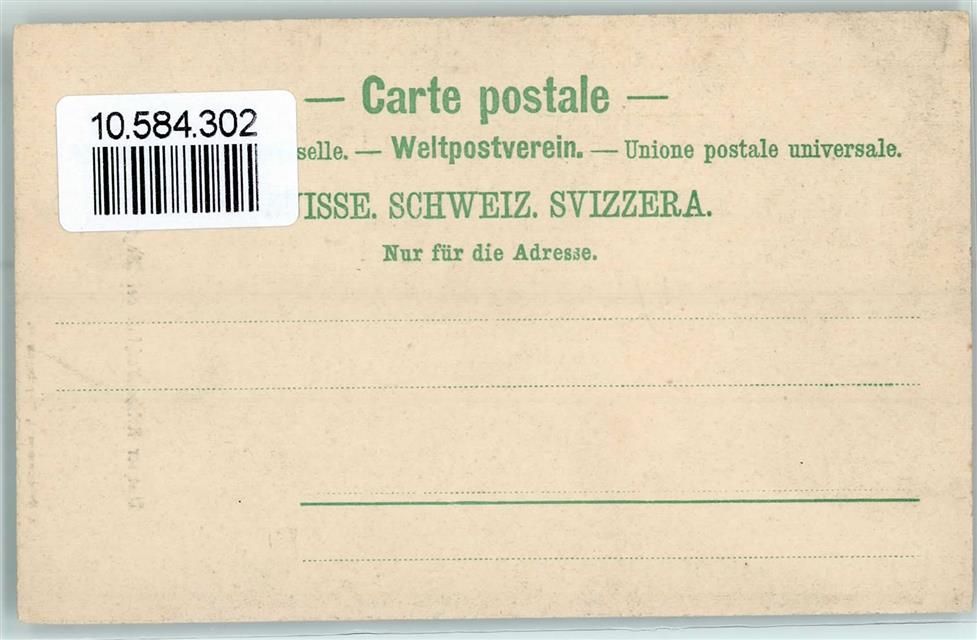 — Carte postale —
10.584.302
selle. — Weltpostverein. — Unione postale universale.
ISSE. SCHWEIZ. SVIZZERA.
Nur für die Adresse.